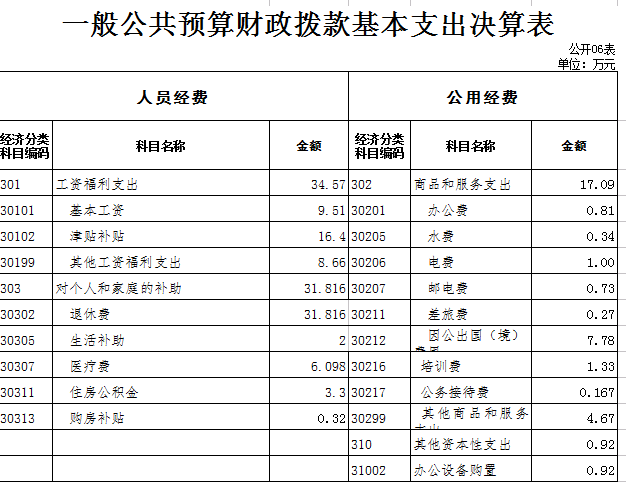 一般公共预算财政拨款基本支出决算表
公开06表
单位：万元
人员经费 公用经费
经济分类科目编码 科目名称 金额 经济分类科目编码 科目名称 金额
301 工资福利支出 34.57 302 商品和服务支出 17.09
30101 基本工资 9.51 30201 办公费 0.81
30102 津贴补贴 16.4 30205 水费 0.34
30199 其他工资福利支出 8.66 30206 电费 1.00
303 对个人和家庭的补助 31.816 30207 邮电费 0.73
30302 退休费 31.816 30211 差旅费 0.27
30305 生活补助 2 30212 因公出国（境） 7.78
30307 医疗费 6.098 30216 培训费 1.33
30311 住房公积金 3.3 30217 公务接待费 0.167
30313 购房补贴 0.32 30299 其他商品和服务 4.67
310 其他资本性支出 0.92
31002 办公设备购置 0.92